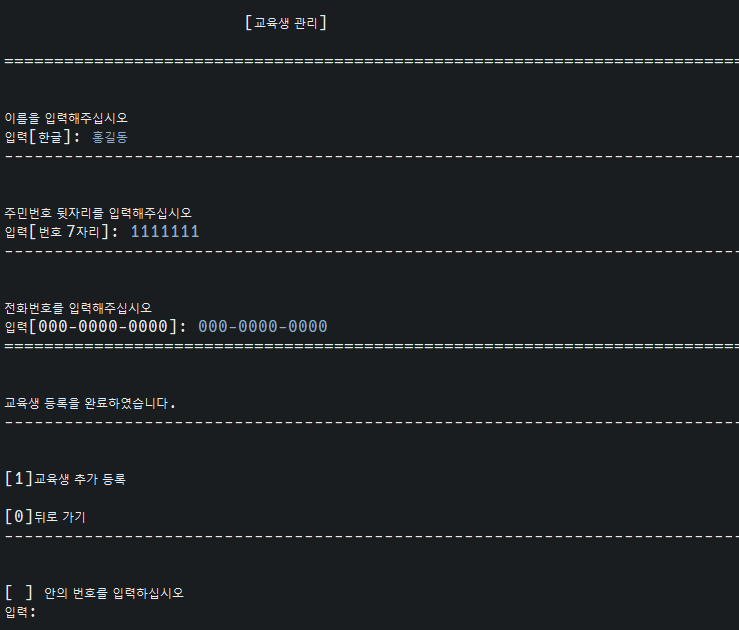 [교육생 관리]
==========================================================================
이름을 입력해주십시오
입력[한글]: 홍길동
--------------------------------------------------------------------------
주민번호 뒷자리를 입력해주십시오
입력[번호 7자리]: 1111111
--------------------------------------------------------------------------
전화번호를 입력해주십시오
입력[000-0000-0000]: 000-0000-0000
==========================================================================
교육생 등록을 완료하였습니다.
--------------------------------------------------------------------------
[1]교육생 추가 등록
[0]뒤로 가기
--------------------------------------------------------------------------
[ ] 안의 번호를 입력하십시오
입력: